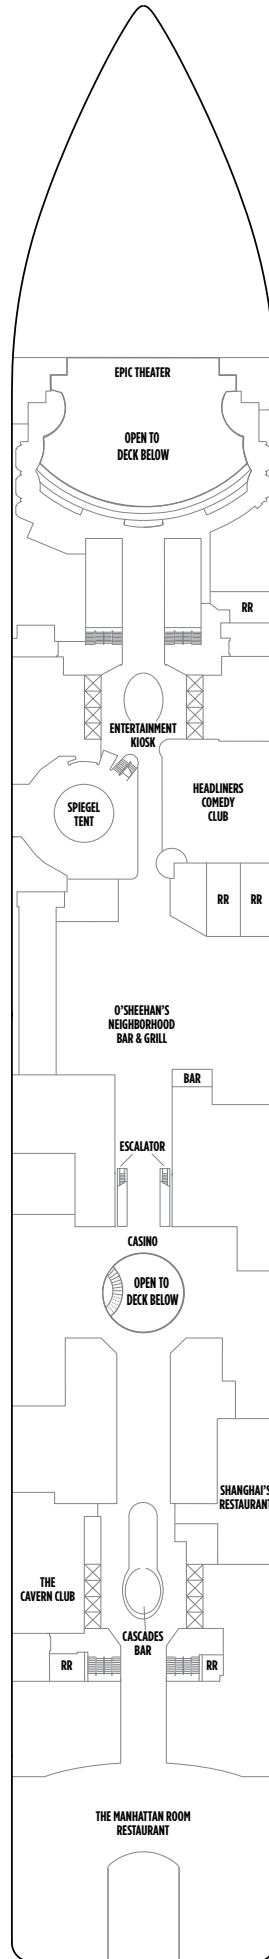 EPIC THEATER
OPEN TO
DECK BELOW
RR
ENTERTAINMENT
KIOSK
HEADLINERS
COMEDY
CLUB
SPIEGEL
TENT
RR
RR
O'SHEEHAN'S
NEIGHBORHOOD
BAR & GRILL
BAR
ESCALATOR
CASINO
OPEN TO
DECK BELOW
SHANGHAI'S
RESTAURANT
THE
CAVERN CLUB
CASCADES
BAR
RR
RR
THE MANHATTAN ROOM
RESTAURANT